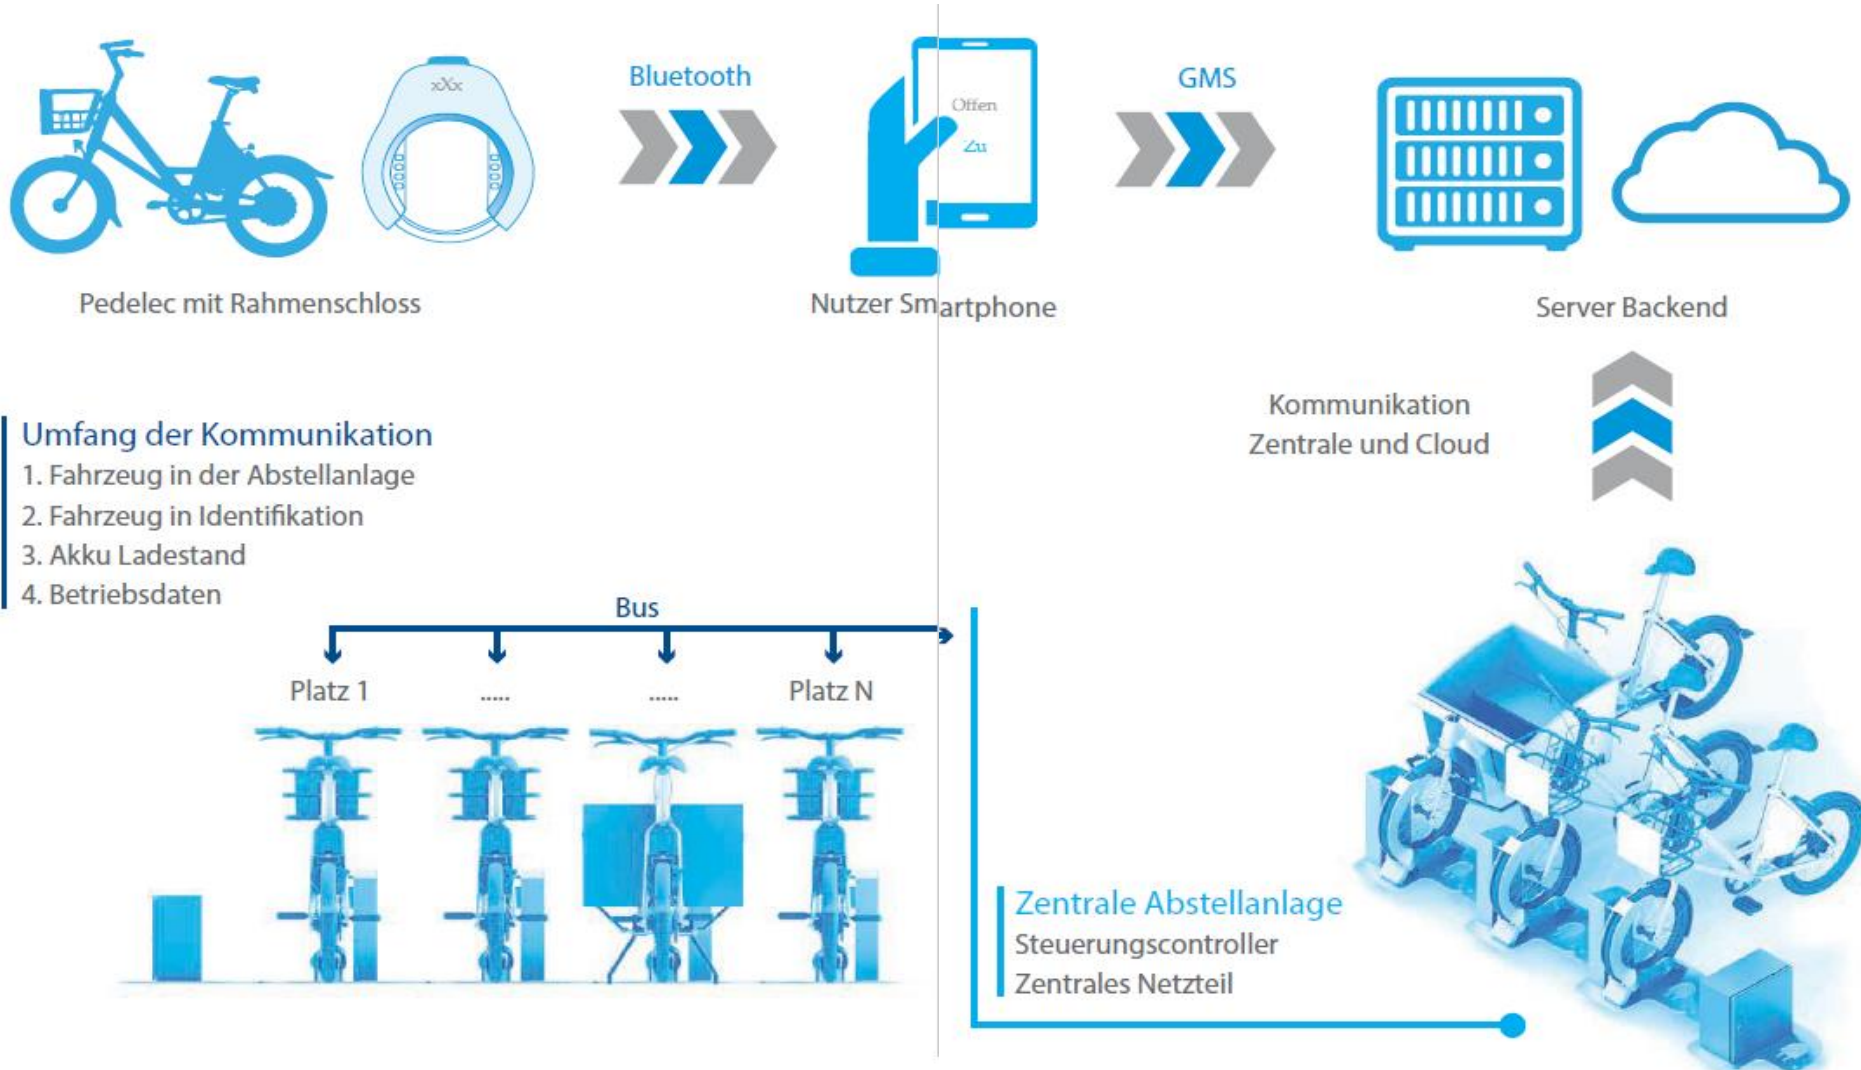 xXx
Bluetooth
Offen
Zu
GMS
Pedelec mit Rahmenschloss
Nutzer Smartphone
Server Backend
Kommunikation
Zentrale und Cloud
Umfang der Kommunikation
1. Fahrzeug in der Abstellanlage
2. Fahrzeug in Identifikation
3. Akku Ladestand
4. Betriebsdaten
Bus
Platz 1
.....
.....
Platz N
Zentrale Abstellanlage
Steuerungscontroller
Zentrales Netzteil